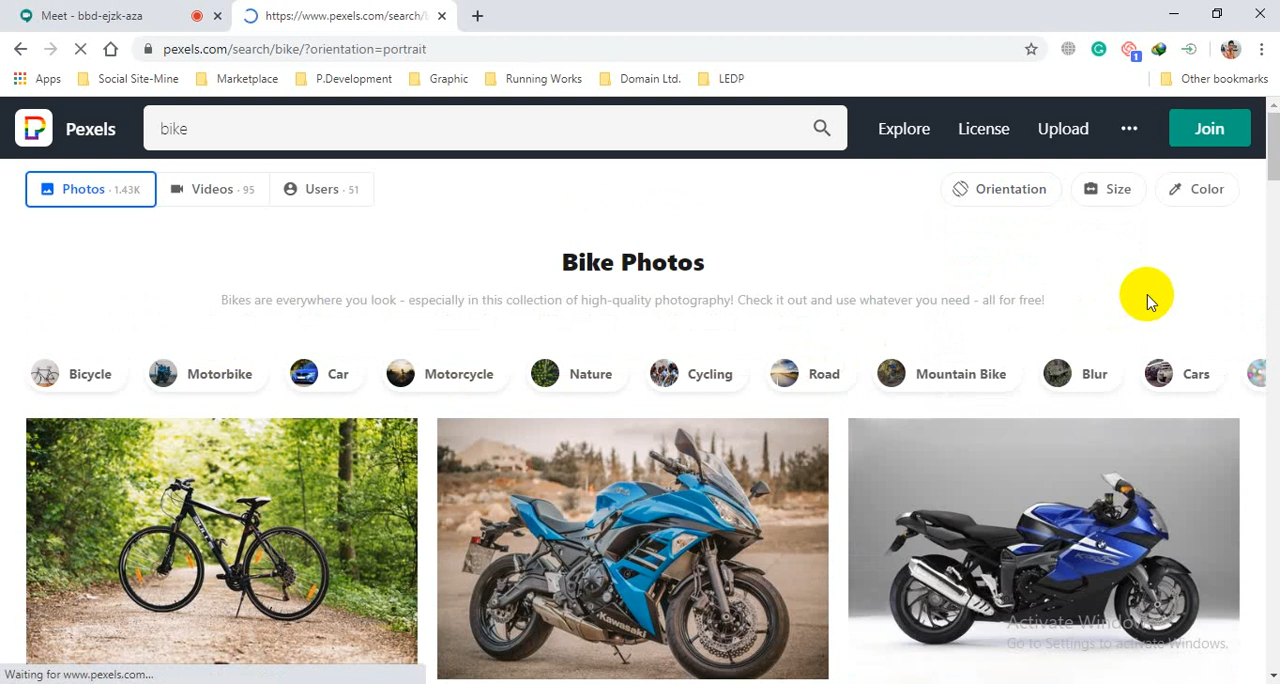 Meet - bbd-ejzk-aza
https://www.pexels.com/search/
pexels.com/search/bike/?orientation=portrait
1
Apps Social Site-Mine Marketplace P.Development Graphic Running Works Domain Ltd. LEDP Other bookmarks
Pexels bike Explore License Upload ••• Join
Photos · 1.43K Videos · 95 Users · 51 Orientation Size Color
Bike Photos
Bikes are everywhere you look - especially in this collection of high-quality photography! Check it out and use whatever you need - all for free!
Bicycle Motorbike Car Motorcycle Nature Cycling Road Mountain Bike Blur Cars
Kawasaki
Activate Windows
Go to Settings to activate Windows.
Waiting for www.pexels.com...